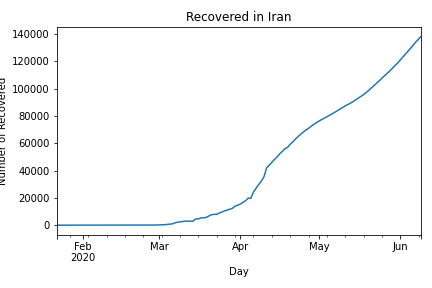 Recovered in Iran
140000
120000
100000
80000
60000
40000
20000
0
Number of Recovered
Feb
2020
Mar
Apr
May
Jun
Day